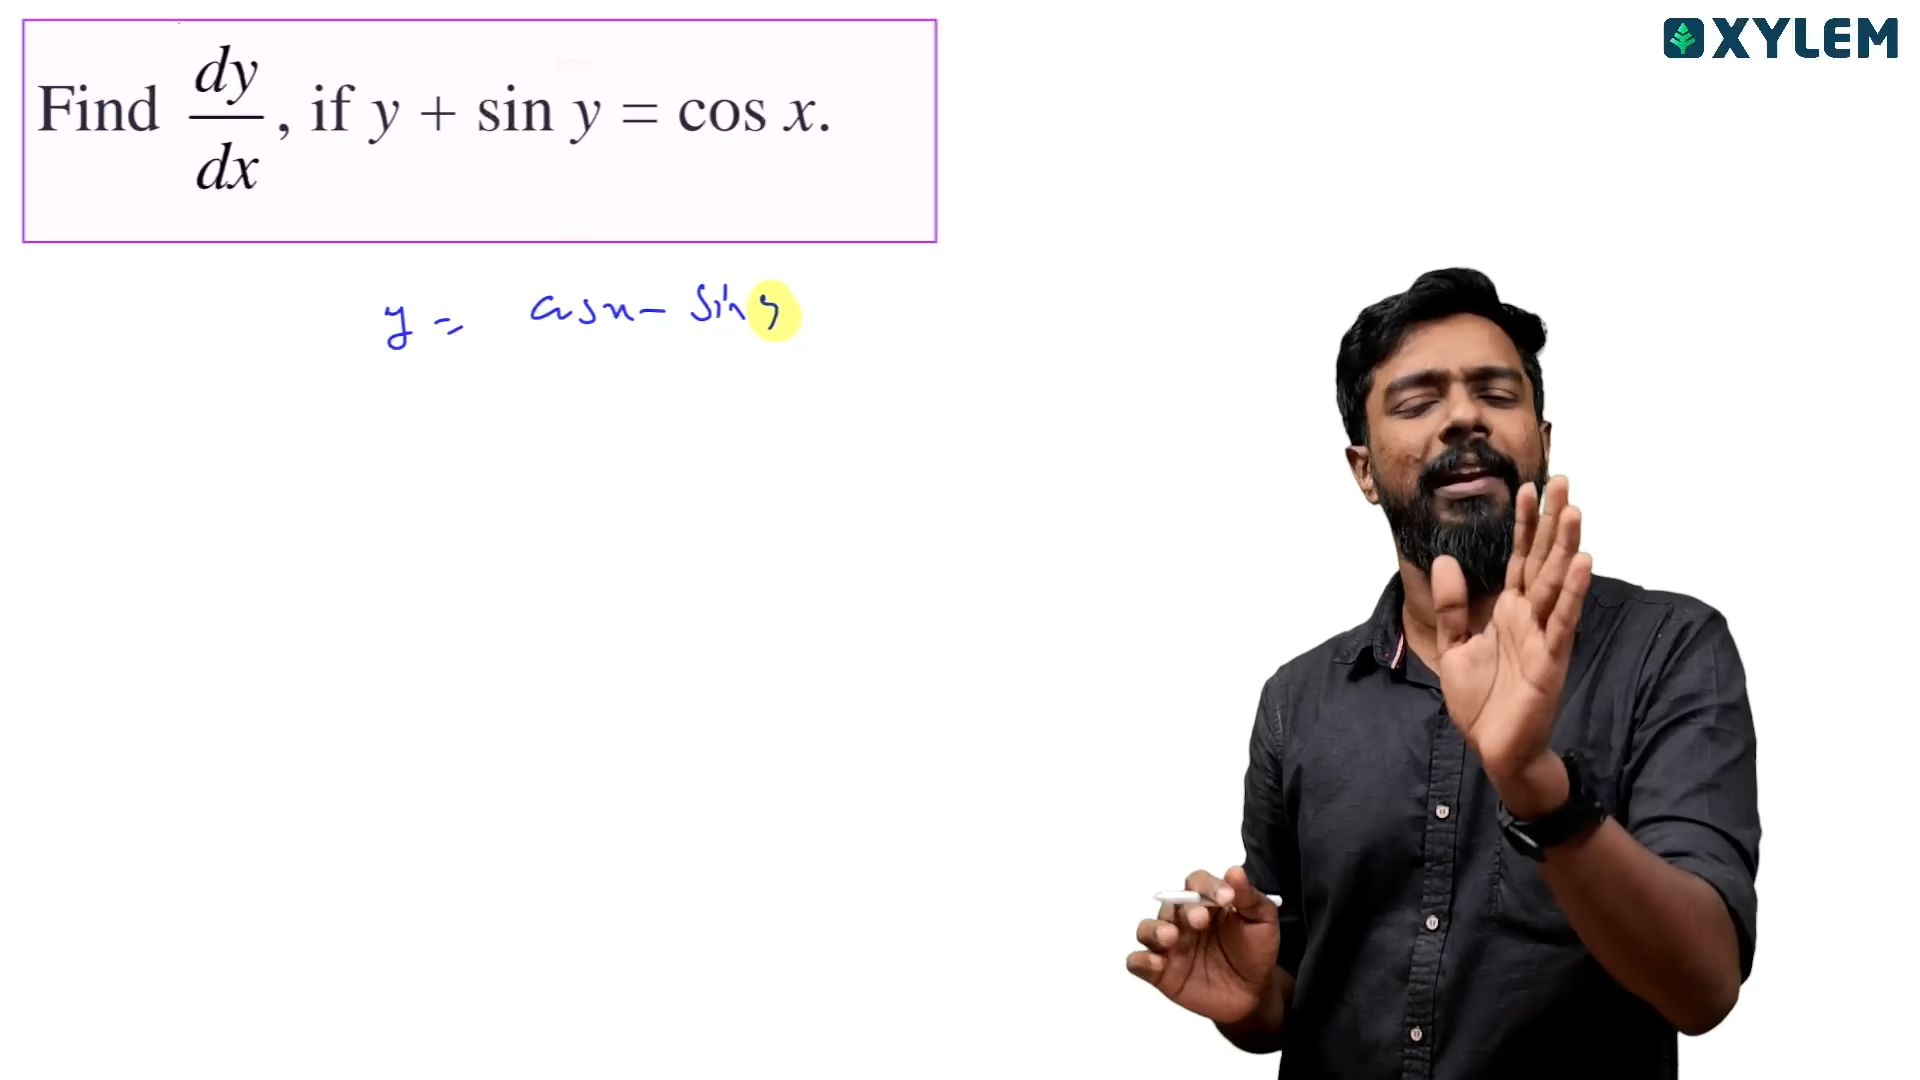 XYLEM
Find dy/dx, if y + sin y = cos x.
y = cos x - sin y